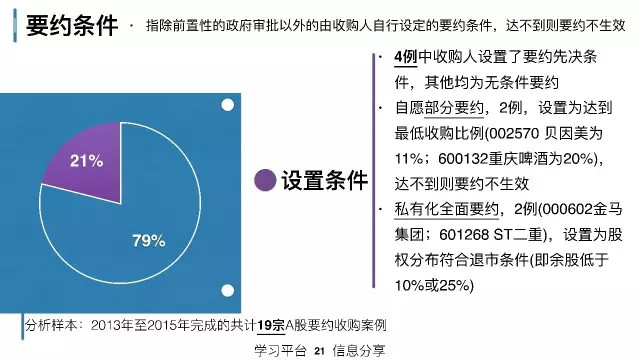 要约条件 · 指除前置性的政府审批以外的由收购人自行设定的要约条件，达不到则要约不生效
· 4例中收购人设置了要约先决条
件，其他均为无条件要约
· 自愿部分要约，2例，设置为达到
最低收购比例(002570 贝因美为
11%；600132重庆啤酒为20%)，
达不到则要约不生效
· 私有化全面要约，2例(000602金马
集团；601268 ST二重)，设置为股
权分布符合退市条件(即余股低于
10%或25%)
21%
79%
设置条件
分析样本：2013年至2015年完成的共计19宗A股要约收购案例
学习平台 21 信息分享